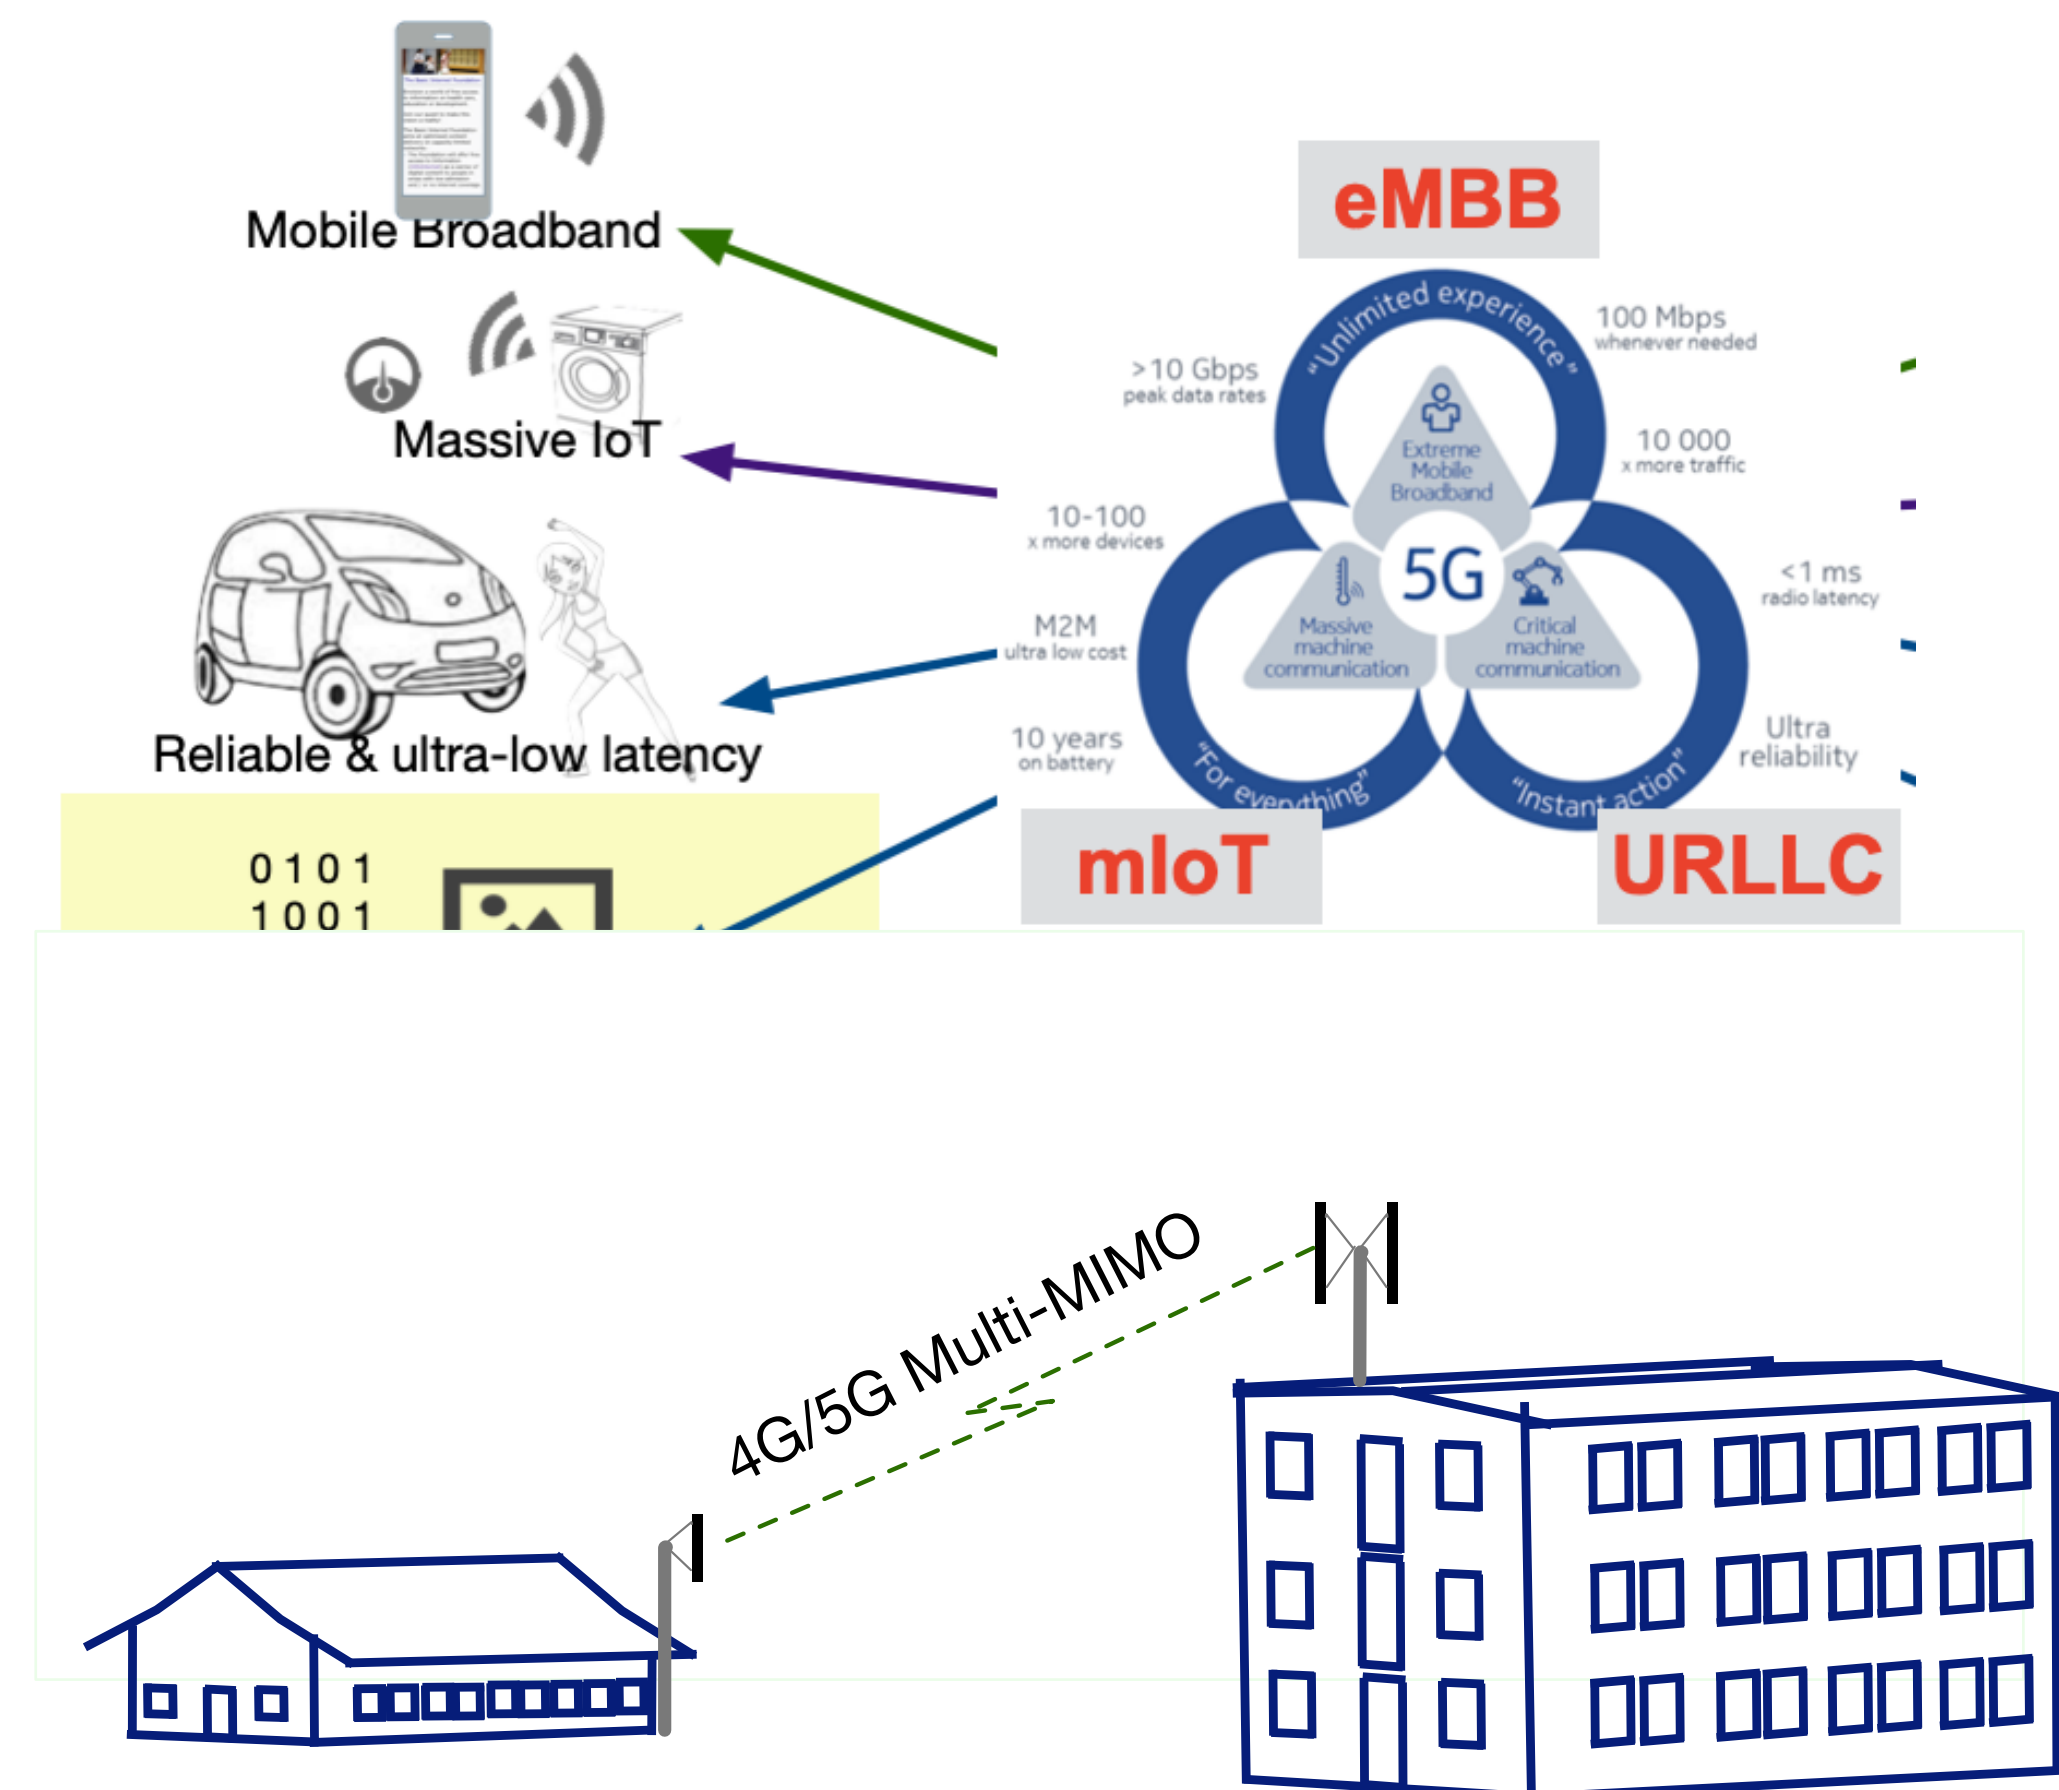 Mobile Broadband
Massive IoT
Reliable & ultra-low latency
0 1 0 1
1 0 0 1
eMBB
"Unlimited experience"
100 Mbps
whenever needed
>10 Gbps
peak data rates
10 000
x more traffic
Extreme
Mobile
Broadband
10-100
x more devices
5G
<1 ms
radio latency
M2M
ultra low cost
Massive
machine
communication
Critical
machine
communication
10 years
on battery
Ultra
reliability
"For everything"
"Instant action"
mIoT
URLLC
4G/5G Multi-MIMO